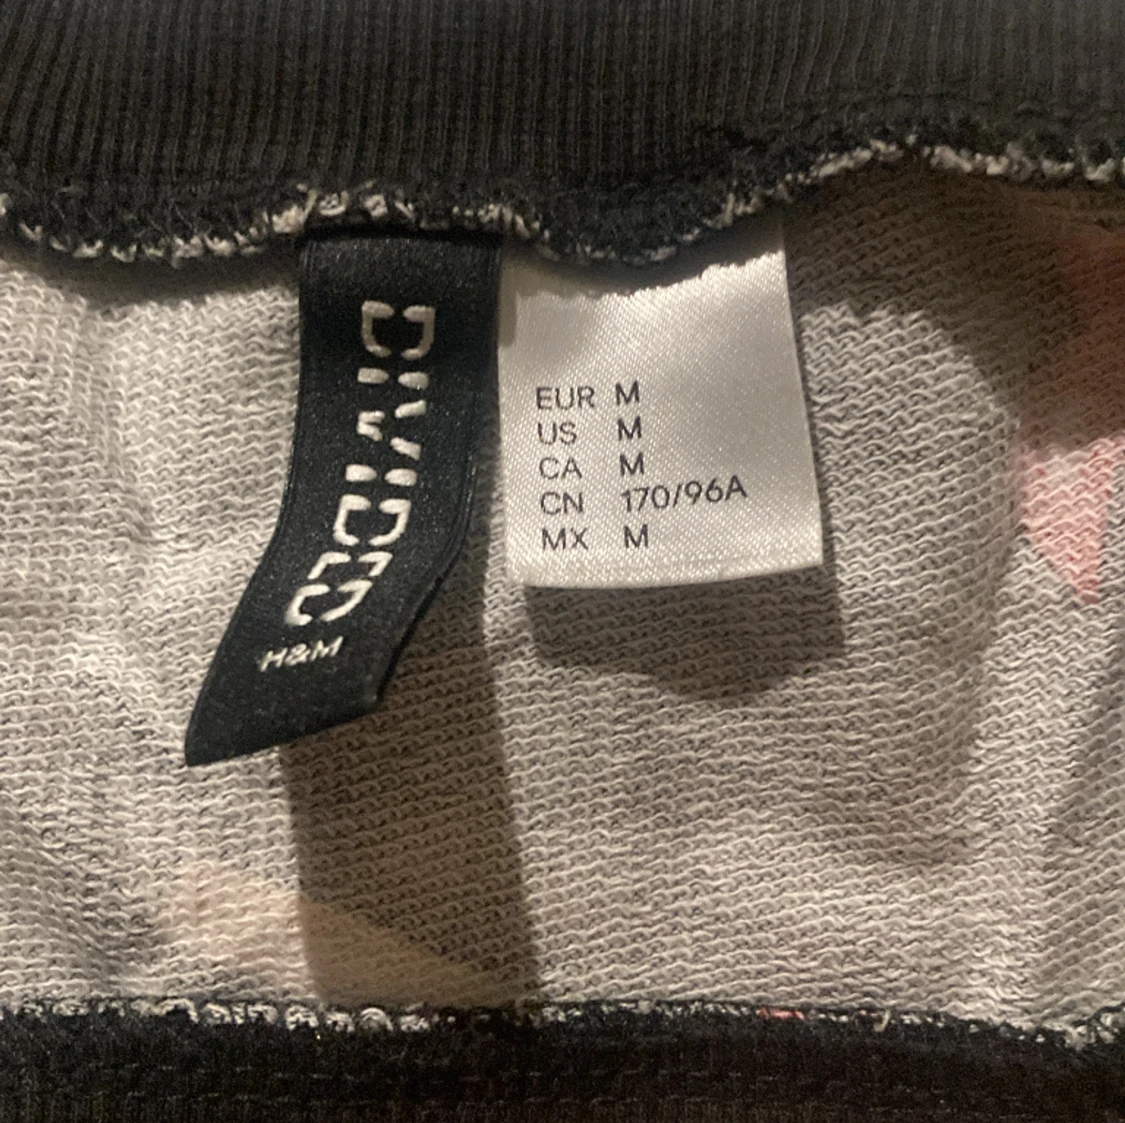 DIVIDED
H&M
EUR M
US M
CA M
CN 170/96A
MX M